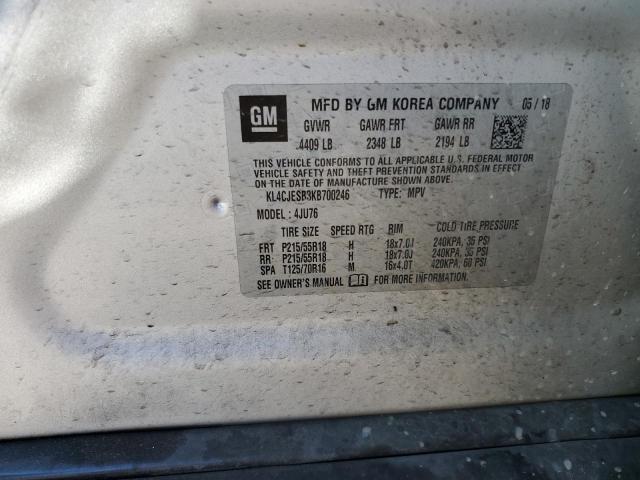 GM
MFD BY GM KOREA COMPANY 05/18
GVWR GAWR FRT GAWR RR
4409 LB 2348 LB 2194 LB
THIS VEHICLE CONFORMS TO ALL APPLICABLE U.S. FEDERAL MOTOR
VEHICLE SAFETY AND THEFT PREVENTION STANDARDS IN EFFECT ON
THE DATE OF MANUFACTURE SHOWN ABOVE.
KL4CJESB3KB700246 TYPE: MPV
MODEL : 4JU76
TIRE SIZE SPEED RTG RIM COLD TIRE PRESSURE
FRT P215/55R18 H 18x7.0J 240KPA, 35 PSI
RR P215/55R18 H 18x7.0J 240KPA, 35 PSI
SPA T125/70R16 M 16x4.0T 420KPA, 60 PSI
SEE OWNER'S MANUAL FOR MORE INFORMATION.